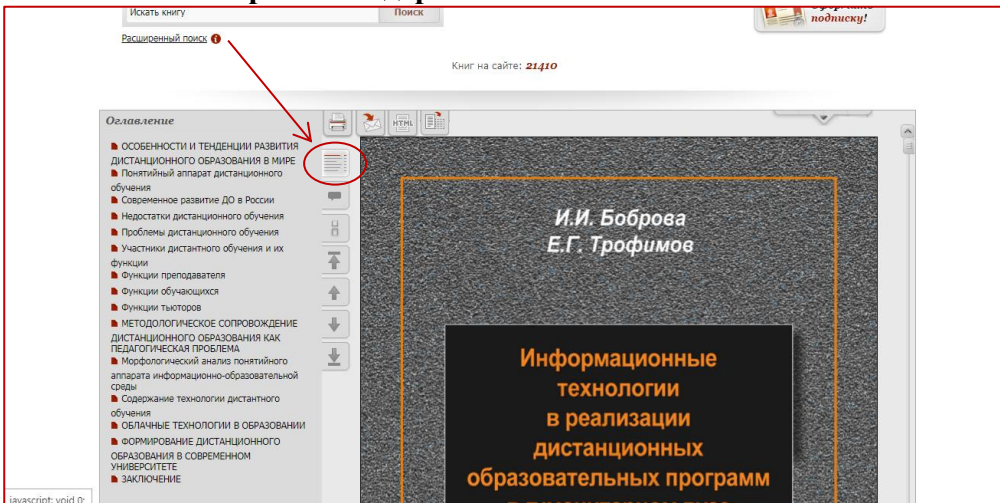 Искать книгу
Поиск
подписку!
Расширенный поиск
Книг на сайте: 21410
Оглавление
HTML
ОСОБЕННОСТИ И ТЕНДЕНЦИИ РАЗВИТИЯ
ДИСТАНЦИОННОГО ОБРАЗОВАНИЯ В МИРЕ
Понятийный аппарат дистанционного
обучения
Современное развитие ДО в России
Недостатки дистанционного обучения
Проблемы дистанционного обучения
Участники дистантного обучения и их
функции
Функции преподавателя
Функции обучающихся
Функции тьюторов
МЕТОДОЛОГИЧЕСКОЕ СОПРОВОЖДЕНИЕ
ДИСТАНЦИОННОГО ОБРАЗОВАНИЯ КАК
ПЕДАГОГИЧЕСКАЯ ПРОБЛЕМА
Морфологический анализ понятийного
аппарата информационно-образовательной
среды
Содержание технологии дистантного
обучения
ОБЛАЧНЫЕ ТЕХНОЛОГИИ В ОБРАЗОВАНИИ
ФОРМИРОВАНИЕ ДИСТАНЦИОННОГО
ОБРАЗОВАНИЯ В СОВРЕМЕННОМ
УНИВЕРСИТЕТЕ
ЗАКЛЮЧЕНИЕ
И.И. Боброва
Е.Г. Трофимов
Информационные
технологии
в реализации
дистанционных
образовательных программ
javascript: void 0;